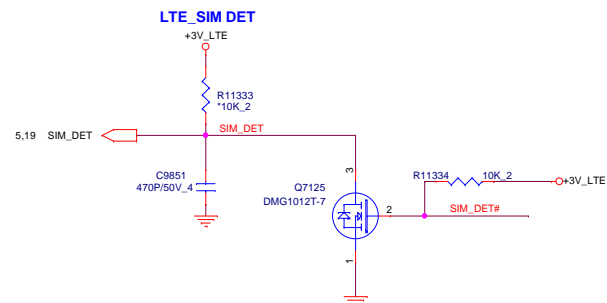 LTE_SIM DET
+3V_LTE
R11333
*10K_2
5,19 SIM_DET
SIM_DET
C9851
470P/50V_4
3
R11334 10K_2
+3V_LTE
Q7125
DMG1012T-7
2
SIM_DET#
1